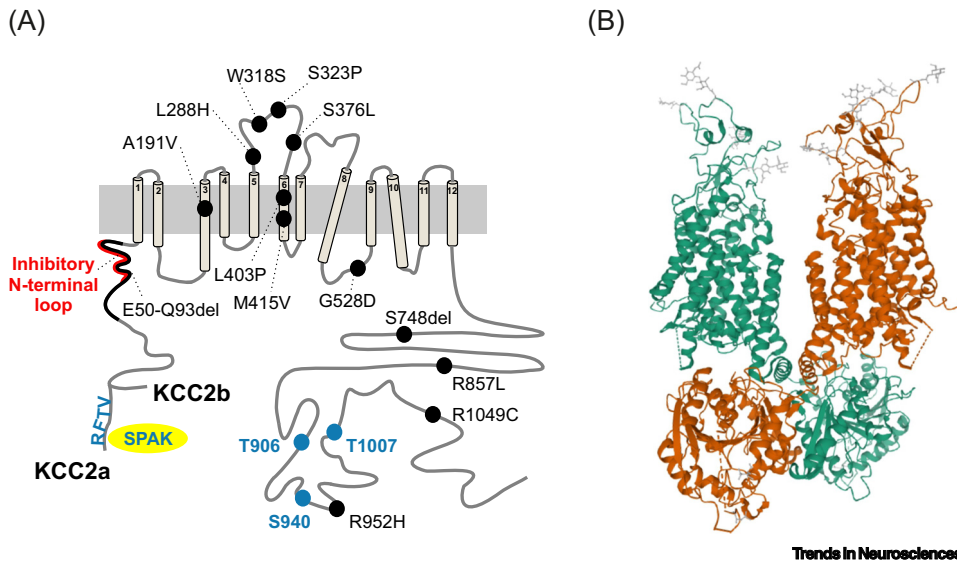 (A)
(B)
W318S
S323P
L288H
S376L
A191V
1
2
3
4
5
6
7
8
9
10
11
12
Inhibitory
N-terminal
loop
E50-Q93del
L403P
M415V
G528D
S748del
R857L
KCC2b
RFTV
SPAK
KCC2a
R1049C
T906
T1007
S940
R952H
Trends in Neurosciences